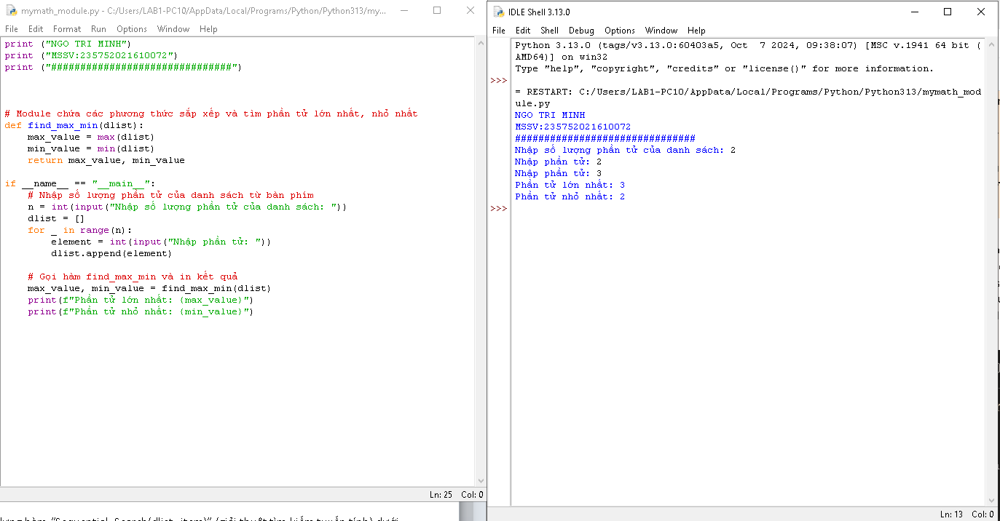 mymath_module.py - C:/Users/LAB1-PC10/AppData/Local/Programs/Python/Python313/my...
File Edit Format Run Options Window Help
print ("NGO TRI MINH")
print ("MSSV:235752021610072")
print ("###############################")
# Module chứa các phương thức sắp xếp và tìm phần tử lớn nhất, nhỏ nhất
def find_max_min(dlist):
    max_value = max(dlist)
    min_value = min(dlist)
    return max_value, min_value
if __name__ == "__main__":
    # Nhập số lượng phần tử của danh sách từ bàn phím
    n = int(input("Nhập số lượng phần tử của danh sách: "))
    dlist = []
    for _ in range(n):
        element = int(input("Nhập phần tử: "))
        dlist.append(element)
    # Gọi hàm find_max_min và in kết quả
    max_value, min_value = find_max_min(dlist)
    print(f"Phần tử lớn nhất: {max_value}")
    print(f"Phần tử nhỏ nhất: {min_value}")
Ln: 25 Col: 0
IDLE Shell 3.13.0
File Edit Shell Debug Options Window Help
Python 3.13.0 (tags/v3.13.0:60403a5, Oct  7 2024, 09:38:07) [MSC v.1941 64 bit (
AMD64)] on win32
Type "help", "copyright", "credits" or "license()" for more information.
>>>
= RESTART: C:/Users/LAB1-PC10/AppData/Local/Programs/Python/Python313/mymath_mod
ule.py
NGO TRI MINH
MSSV:235752021610072
###############################
Nhập số lượng phần tử của danh sách: 2
Nhập phần tử: 2
Nhập phần tử: 3
Phần tử lớn nhất: 3
Phần tử nhỏ nhất: 2
>>>
Ln: 13 Col: 0